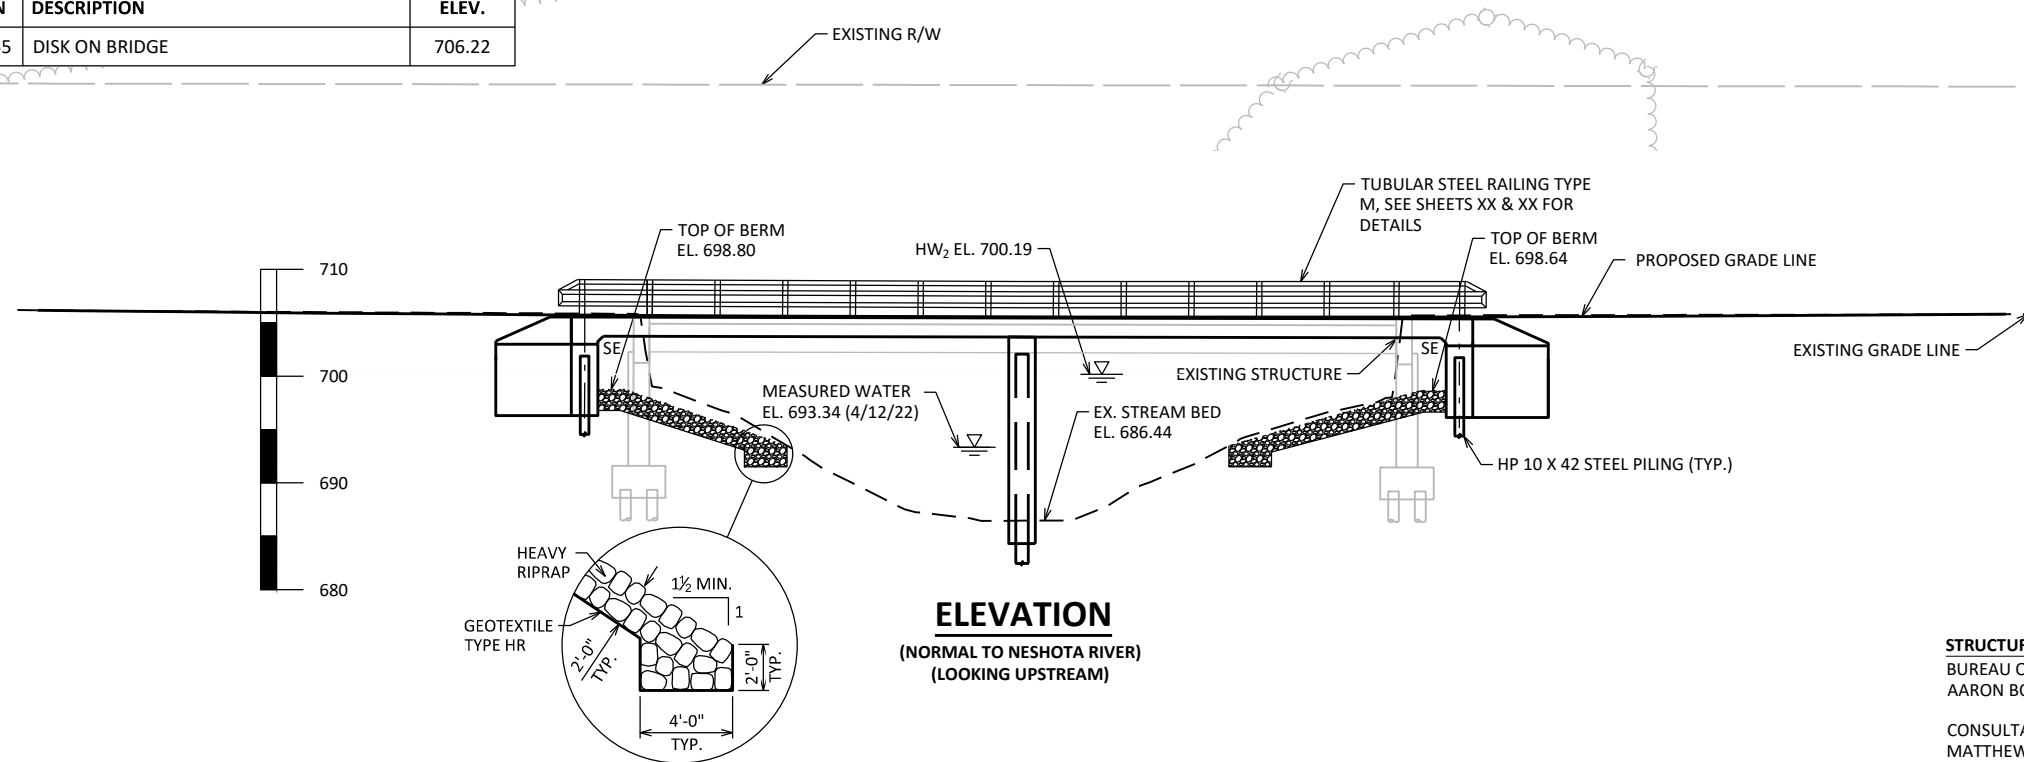 DESCRIPTION
ELEV.
DISK ON BRIDGE
706.22
EXISTING R/W
TUBULAR STEEL RAILING TYPE
M, SEE SHEETS XX & XX FOR
DETAILS
TOP OF BERM
EL. 698.80
HW₂ EL. 700.19
TOP OF BERM
EL. 698.64
PROPOSED GRADE LINE
710
700
690
680
SE
SE
EXISTING GRADE LINE
EXISTING STRUCTURE
MEASURED WATER
EL. 693.34 (4/12/22)
EX. STREAM BED
EL. 686.44
HP 10 X 42 STEEL PILING (TYP.)
HEAVY
RIPRAP
1½ MIN.
1
GEOTEXTILE
TYPE HR
2'-0"
TYP.
2'-0"
TYP.
4'-0"
TYP.
ELEVATION
(NORMAL TO NESHOTA RIVER)
(LOOKING UPSTREAM)
BUREAU
AARON
MATTHEW